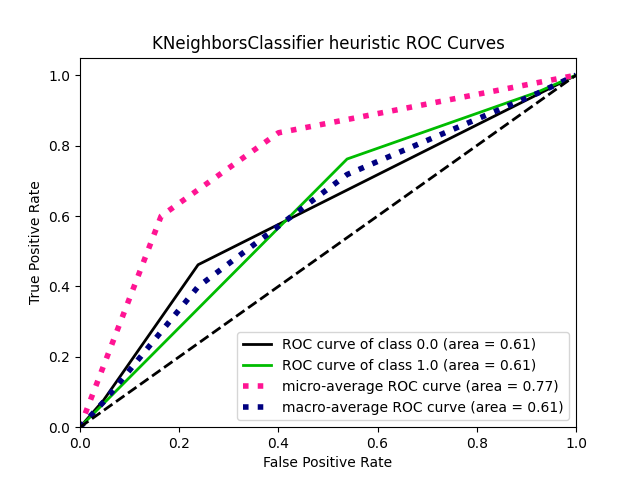 KNeighborsClassifier heuristic ROC Curves
1.0
0.8
0.6
0.4
0.2
0.0
True Positive Rate
ROC curve of class 0.0 (area = 0.61)
ROC curve of class 1.0 (area = 0.61)
micro-average ROC curve (area = 0.77)
macro-average ROC curve (area = 0.61)
0.0 0.2 0.4 0.6 0.8 1.0
False Positive Rate